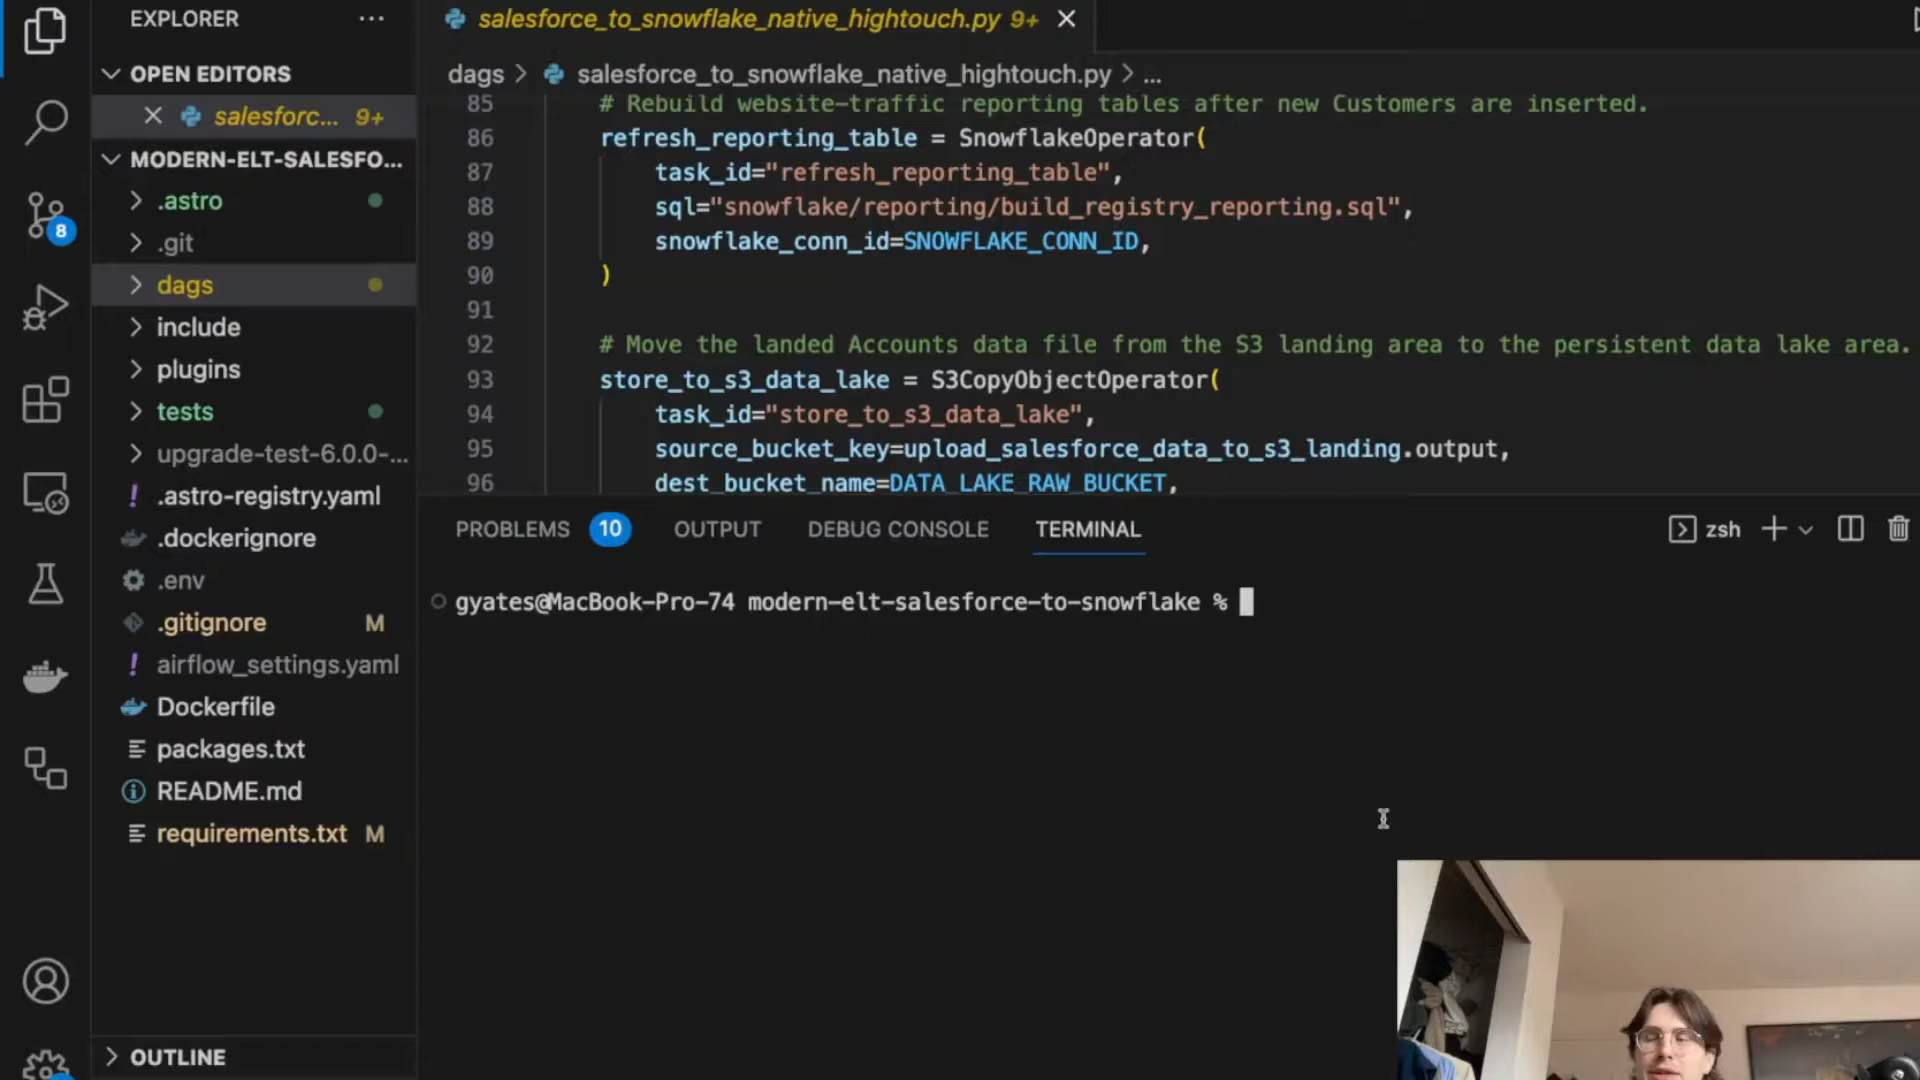 EXPLORER
OPEN EDITORS
salesforc... 9+
MODERN-ELT-SALESFO...
.astro
.git
dags
include
plugins
tests
upgrade-test-6.0.0-...
.astro-registry.yaml
.dockerignore
.env
.gitignore M
airflow_settings.yaml
Dockerfile
packages.txt
README.md
requirements.txt M
OUTLINE
8
salesforce_to_snowflake_native_hightouch.py 9+
dags > salesforce_to_snowflake_native_hightouch.py > ...
85 # Rebuild website-traffic reporting tables after new Customers are inserted.
86 refresh_reporting_table = SnowflakeOperator(
87 task_id="refresh_reporting_table",
88 sql="snowflake/reporting/build_registry_reporting.sql",
89 snowflake_conn_id=SNOWFLAKE_CONN_ID,
90 )
91
92 # Move the landed Accounts data file from the S3 landing area to the persistent data lake area.
93 store_to_s3_data_lake = S3CopyObjectOperator(
94 task_id="store_to_s3_data_lake",
95 source_bucket_key=upload_salesforce_data_to_s3_landing.output,
96 dest_bucket_name=DATA_LAKE_RAW_BUCKET,
PROBLEMS 10 OUTPUT DEBUG CONSOLE TERMINAL zsh
gyates@MacBook-Pro-74 modern-elt-salesforce-to-snowflake %